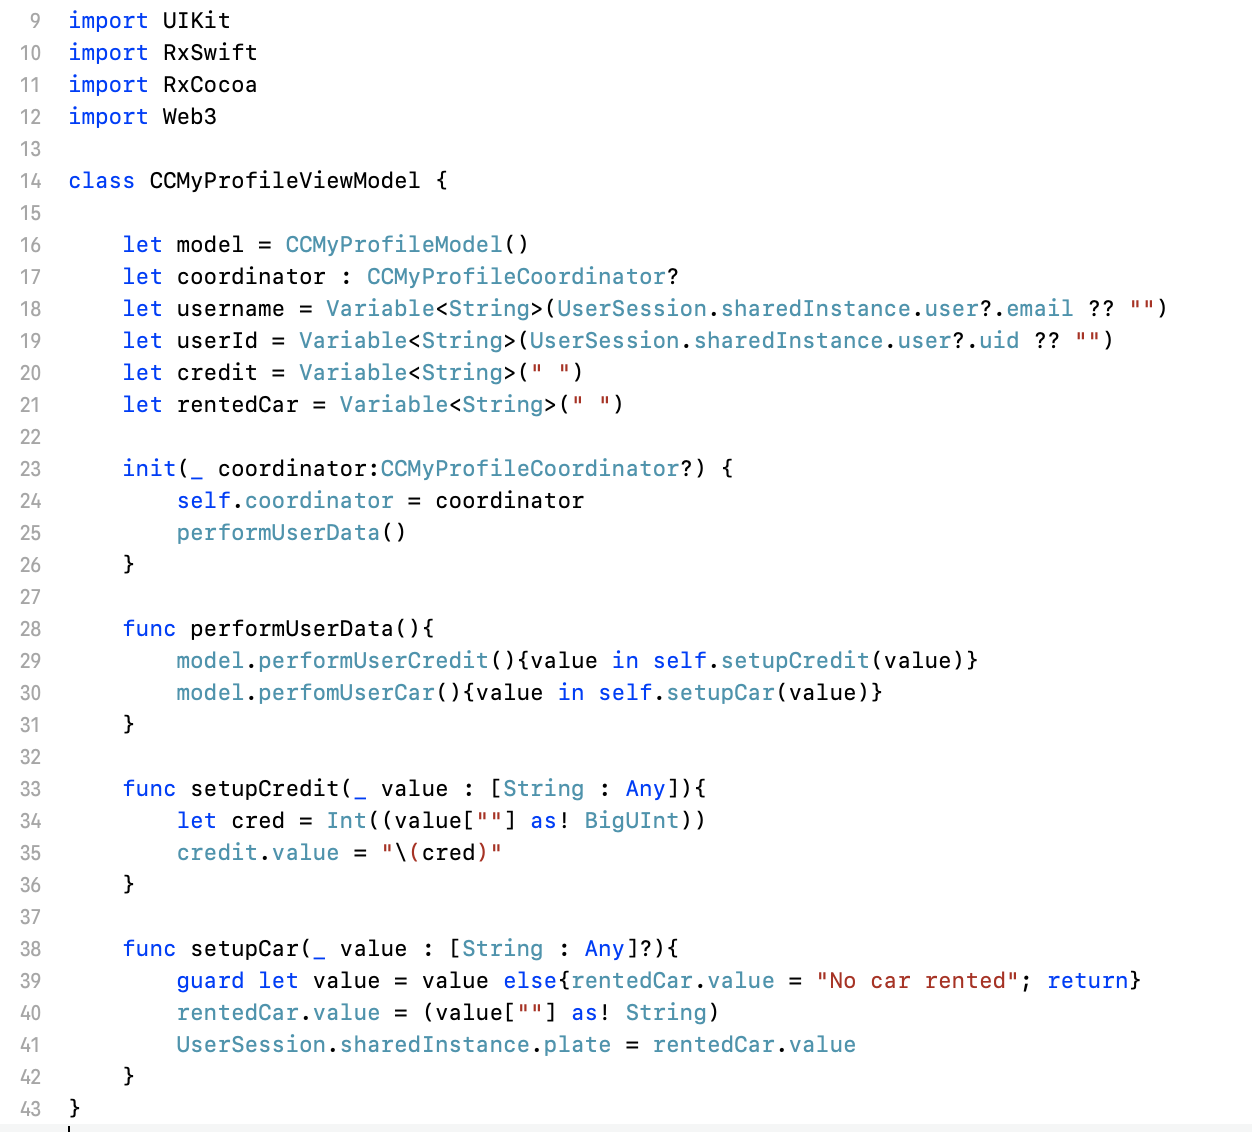 9 import UIKit
10 import RxSwift
11 import RxCocoa
12 import Web3
13
14 class CCMyProfileViewModel {
15
16     let model = CCMyProfileModel()
17     let coordinator : CCMyProfileCoordinator?
18     let username = Variable<String>(UserSession.sharedInstance.user?.email ?? "")
19     let userId = Variable<String>(UserSession.sharedInstance.user?.uid ?? "")
20     let credit = Variable<String>(" ")
21     let rentedCar = Variable<String>(" ")
22
23     init(_ coordinator:CCMyProfileCoordinator?) {
24         self.coordinator = coordinator
25         performUserData()
26     }
27
28     func performUserData(){
29         model.performUserCredit(){value in self.setupCredit(value)}
30         model.perfomUserCar(){value in self.setupCar(value)}
31     }
32
33     func setupCredit(_ value : [String : Any]){
34         let cred = Int((value[""] as! BigUInt))
35         credit.value = "\(cred)"
36     }
37
38     func setupCar(_ value : [String : Any]?){
39         guard let value = value else{rentedCar.value = "No car rented"; return}
40         rentedCar.value = (value[""] as! String)
41         UserSession.sharedInstance.plate = rentedCar.value
42     }
43 }